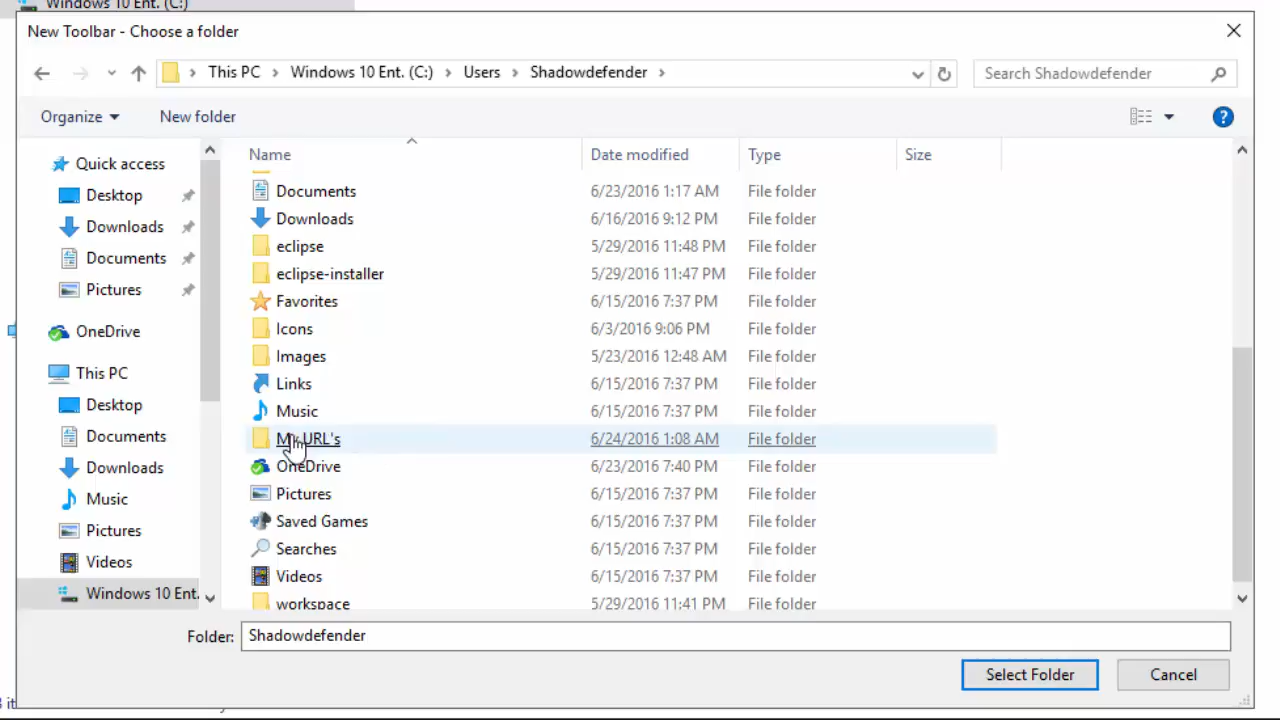 Windows 10 Ent. (C:)
New Toolbar - Choose a folder
This PC > Windows 10 Ent. (C:) > Users > Shadowdefender >
Search Shadowdefender
Organize
New folder
Name Date modified Type Size
Documents 6/23/2016 1:17 AM File folder
Downloads 6/16/2016 9:12 PM File folder
eclipse 5/29/2016 11:48 PM File folder
eclipse-installer 5/29/2016 11:47 PM File folder
Favorites 6/15/2016 7:37 PM File folder
Icons 6/3/2016 9:06 PM File folder
Images 5/23/2016 12:48 AM File folder
Links 6/15/2016 7:37 PM File folder
Music 6/15/2016 7:37 PM File folder
My URL's 6/24/2016 1:08 AM File folder
OneDrive 6/23/2016 7:40 PM File folder
Pictures 6/15/2016 7:37 PM File folder
Saved Games 6/15/2016 7:37 PM File folder
Searches 6/15/2016 7:37 PM File folder
Videos 6/15/2016 7:37 PM File folder
workspace 5/29/2016 11:41 PM File folder
Quick access
Desktop
Downloads
Documents
Pictures
OneDrive
This PC
Desktop
Documents
Downloads
Music
Pictures
Videos
Windows 10 Ent.
Folder: Shadowdefender
Select Folder
Cancel